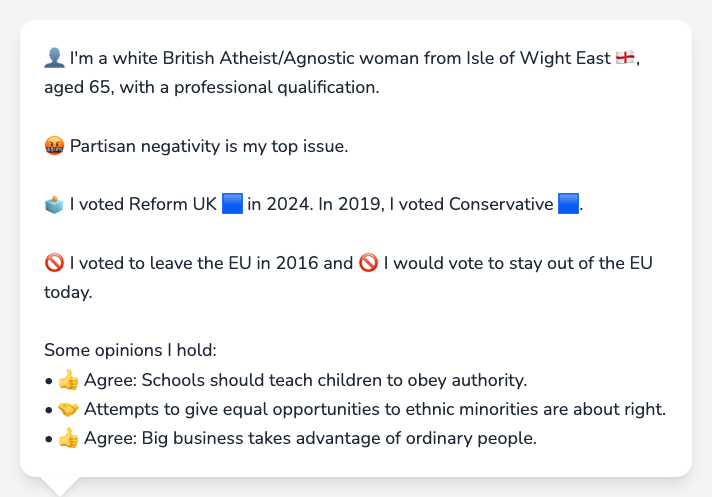 👤 I'm a white British Atheist/Agnostic woman from Isle of Wight East 🏴󠁧󠁢󠁥󠁮󠁧󠁿,
aged 65, with a professional qualification.
🤬 Partisan negativity is my top issue.
🗳️ I voted Reform UK 🟦 in 2024. In 2019, I voted Conservative 🟦.
🚫 I voted to leave the EU in 2016 and 🚫 I would vote to stay out of the EU
today.
Some opinions I hold:
• 👍 Agree: Schools should teach children to obey authority.
• 🤝 Attempts to give equal opportunities to ethnic minorities are about right.
• 👍 Agree: Big business takes advantage of ordinary people.